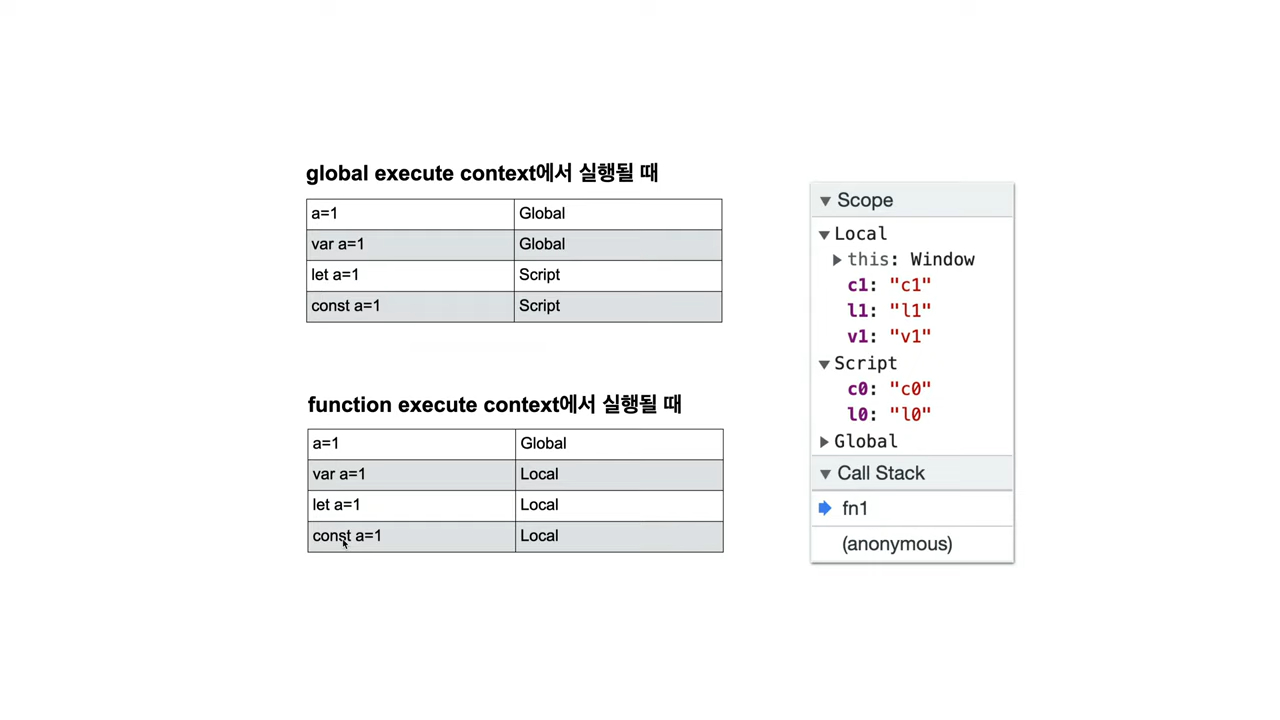 global execute context에서 실행될 때
a=1 Global
var a=1 Global
let a=1 Script
const a=1 Script
function execute context에서 실행될 때
a=1 Global
var a=1 Local
let a=1 Local
const a=1 Local
Scope
Local
this: Window
c1: "c1"
l1: "l1"
v1: "v1"
Script
c0: "c0"
l0: "l0"
Global
Call Stack
fn1
(anonymous)